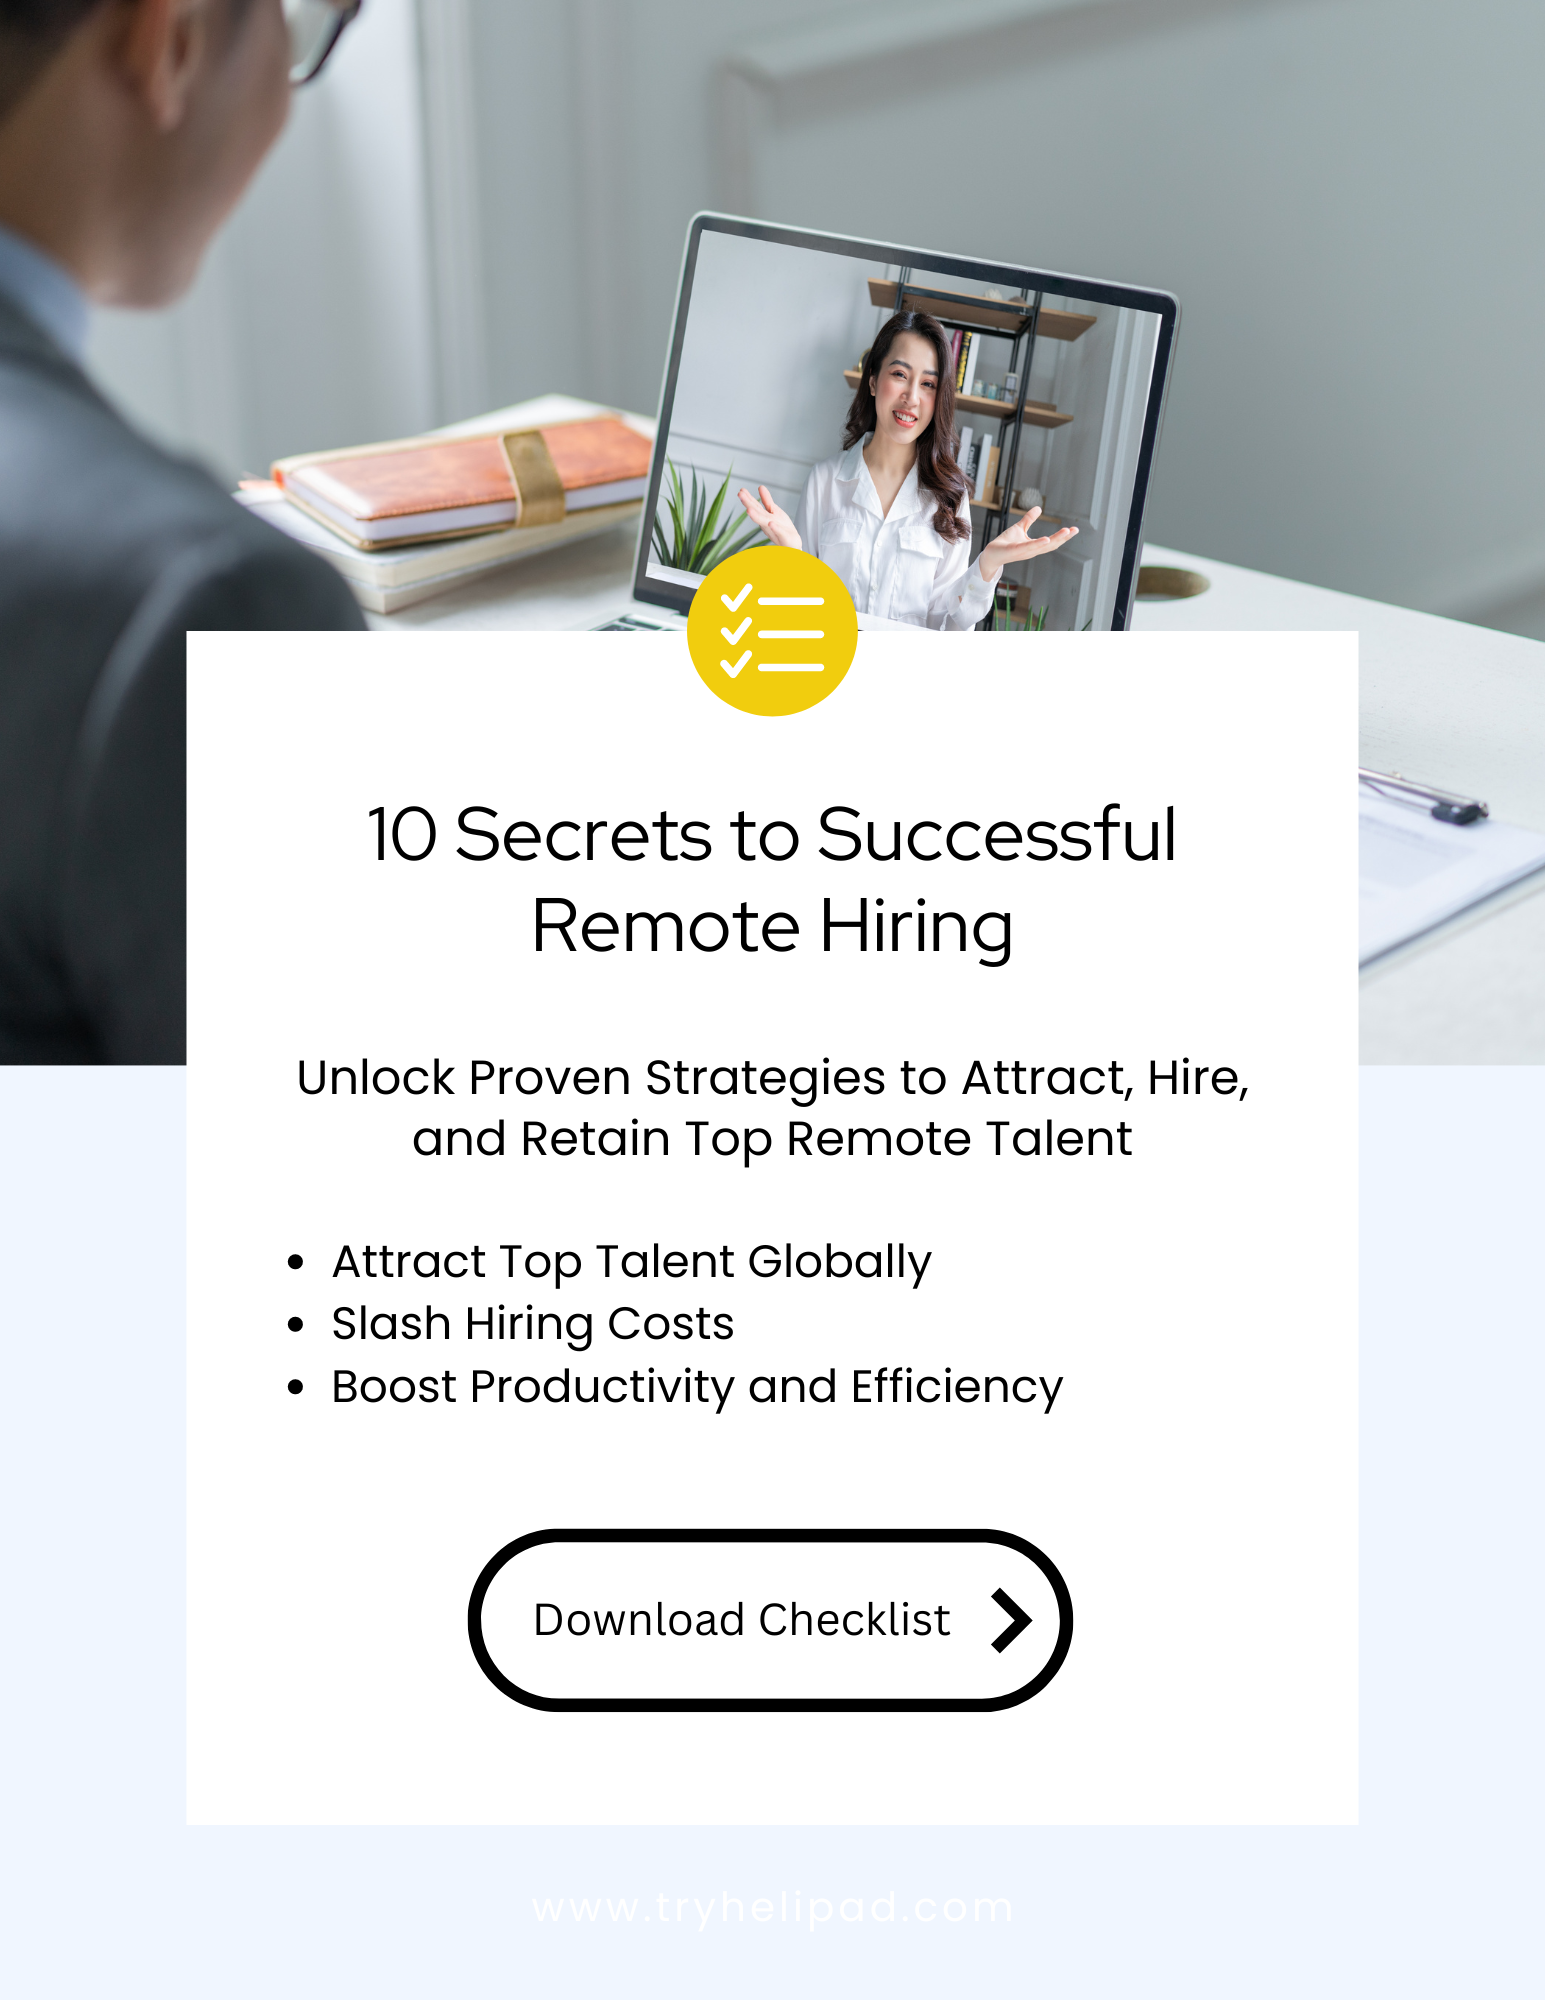 10 Secrets to Successful
Remote Hiring
Unlock Proven Strategies to Attract, Hire,
and Retain Top Remote Talent
• Attract Top Talent Globally
• Slash Hiring Costs
• Boost Productivity and Efficiency
Download Checklist
www.tryhelipad.com